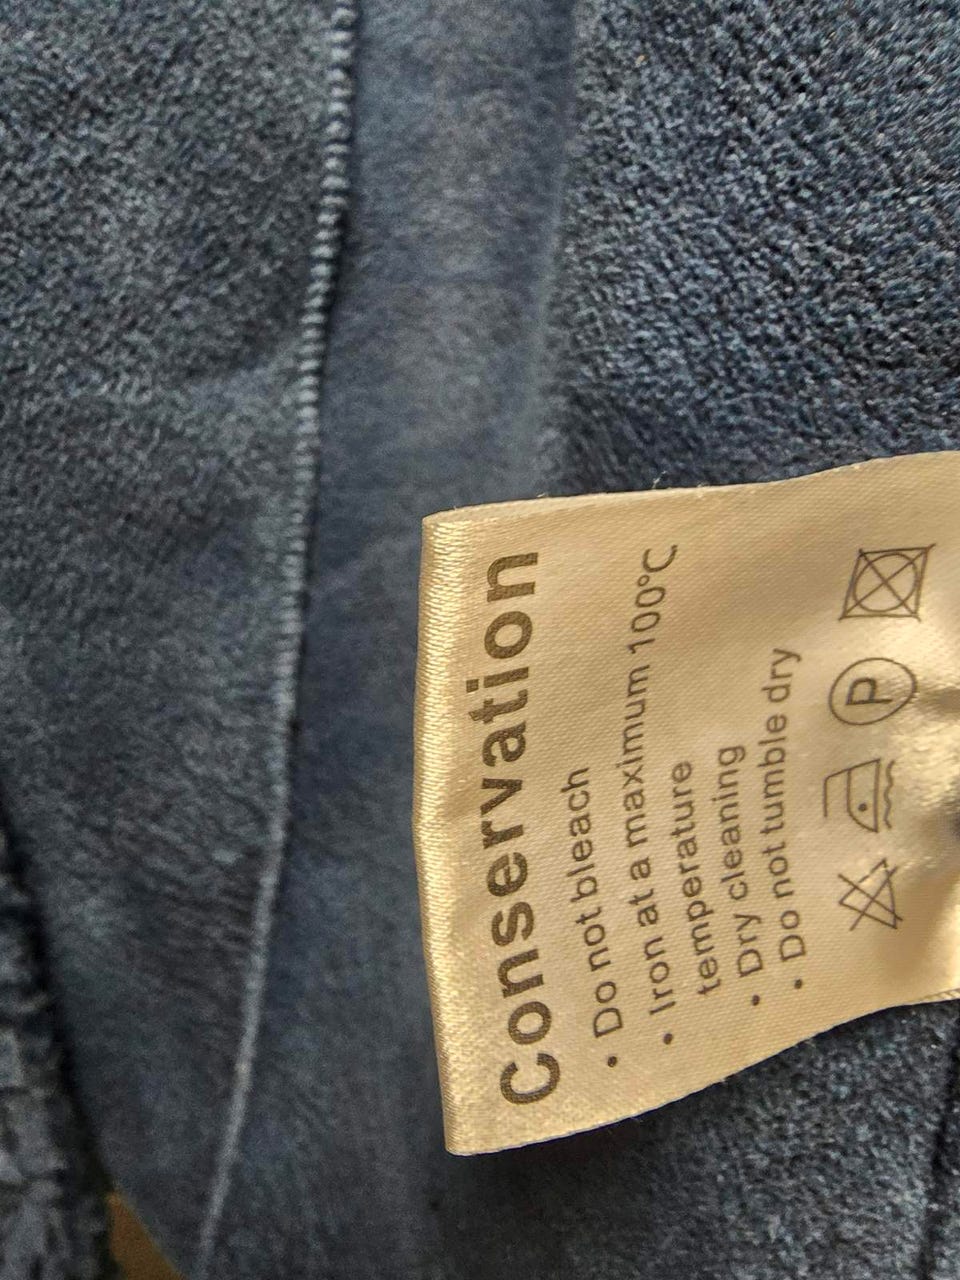 Conservation
• Do not bleach
• Iron at a maximum 100°C
temperature
• Dry cleaning
• Do not tumble dry
P